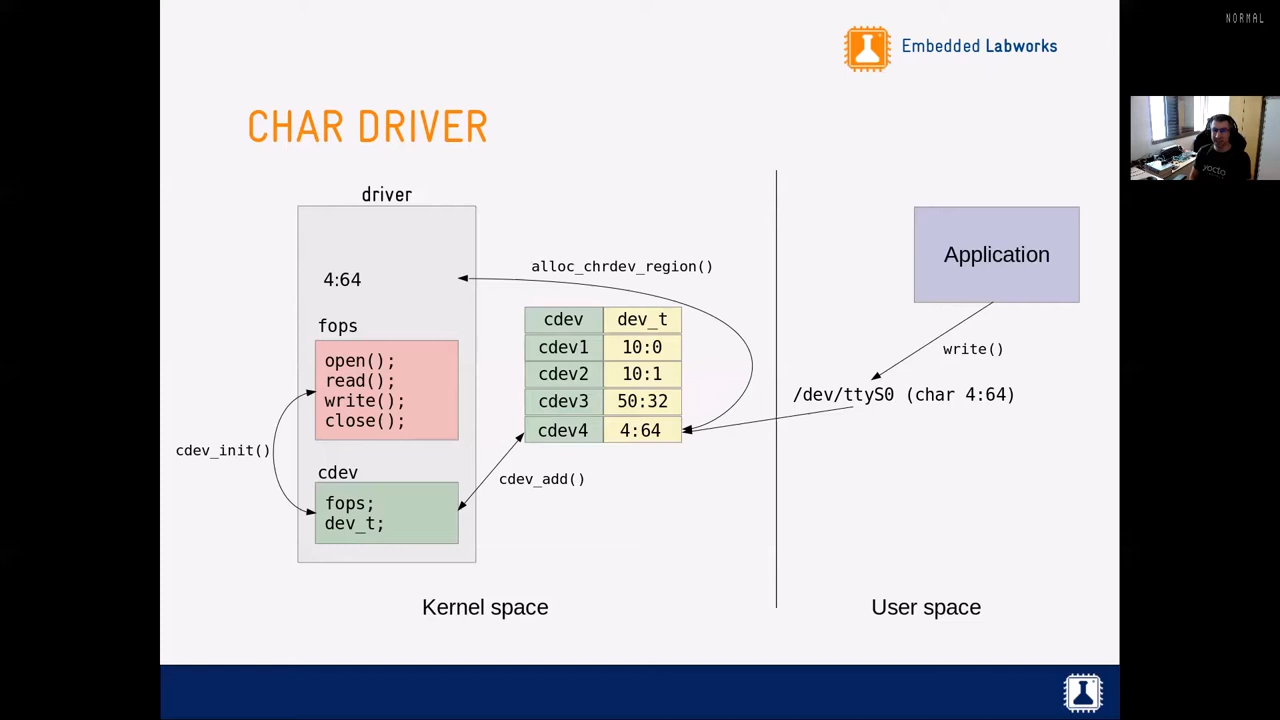 NORMAL
Embedded Labworks
CHAR DRIVER
driver
4:64
fops
open();
read();
write();
close();
cdev_init()
cdev
fops;
dev_t;
alloc_chrdev_region()
cdev dev_t
cdev1 10:0
cdev2 10:1
cdev3 50:32
cdev4 4:64
cdev_add()
Application
write()
/dev/ttyS0 (char 4:64)
Kernel space
User space
yocto